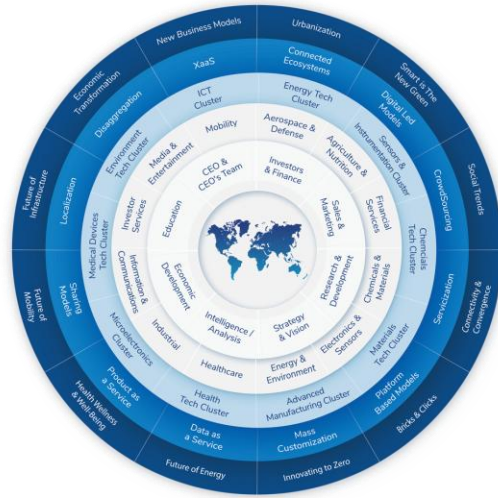 New Business Models
Urbanization
Smart is The
New Green
Social Trends
Connectivity &
Convergence
Bricks & Clicks
Innovating to Zero
Future of Energy
Health Wellness
& Well-Being
Future of
Mobility
Future of
Infrastructure
Economic
Transformation
XaaS
Connected
Ecosystems
Digital Led
Models
CrowdSourcing
Servicization
Platform
Based Models
Mass
Customization
Data as
a Service
Product as
a Service
Sharing
Models
Localization
Disaggregation
ICT
Cluster
Energy Tech
Cluster
Sensors &
Instrumentation Cluster
Chemcials
Tech Cluster
Materials
Tech Cluster
Advanced
Manufacturing Cluster
Health
Tech Cluster
Microelectronics
Cluster
Medical Devices
Tech Cluster
Environment
Tech Cluster
Mobility
Aerospace &
Defense
Agriculture &
Nutrition
Financial
Services
Chemicals &
Materials
Electronics &
Sensors
Energy &
Environment
Healthcare
Industrial
Information &
Communications
Investor
Services
Media &
Entertainment
CEO &
CEO's Team
Investors
& Finance
Sales &
Marketing
Research &
Development
Strategy
& Vision
Intelligence /
Analysis
Economic
Development
Education